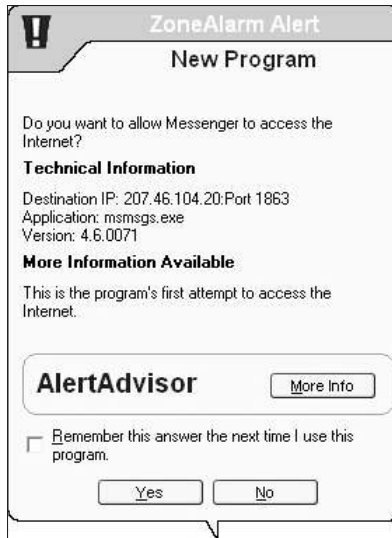 ZoneAlarm Alert
New Program
Do you want to allow Messenger to access the
Internet?
Technical Information
Destination IP: 207.46.104.20:Port 1863
Application: msmsgs.exe
Version: 4.6.0071
More Information Available
This is the program's first attempt to access the
Internet.
AlertAdvisor
More Info
Remember this answer the next time I use this
program.
Yes No